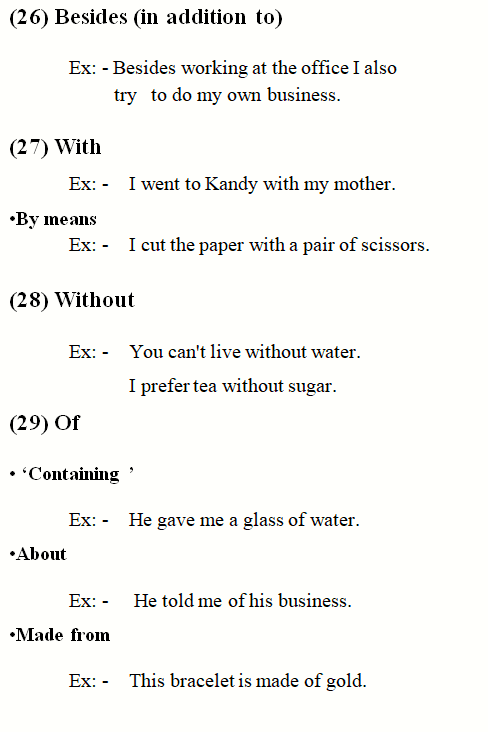 (26) Besides (in addition to)
Ex: - Besides working at the office I also
try to do my own business.
(27) With
Ex: - I went to Kandy with my mother.
•By means
Ex: - I cut the paper with a pair of scissors.
(28) Without
Ex: - You can't live without water.
I prefer tea without sugar.
(29) Of
• ‘Containing ’
Ex: - He gave me a glass of water.
•About
Ex: - He told me of his business.
•Made from
Ex: - This bracelet is made of gold.